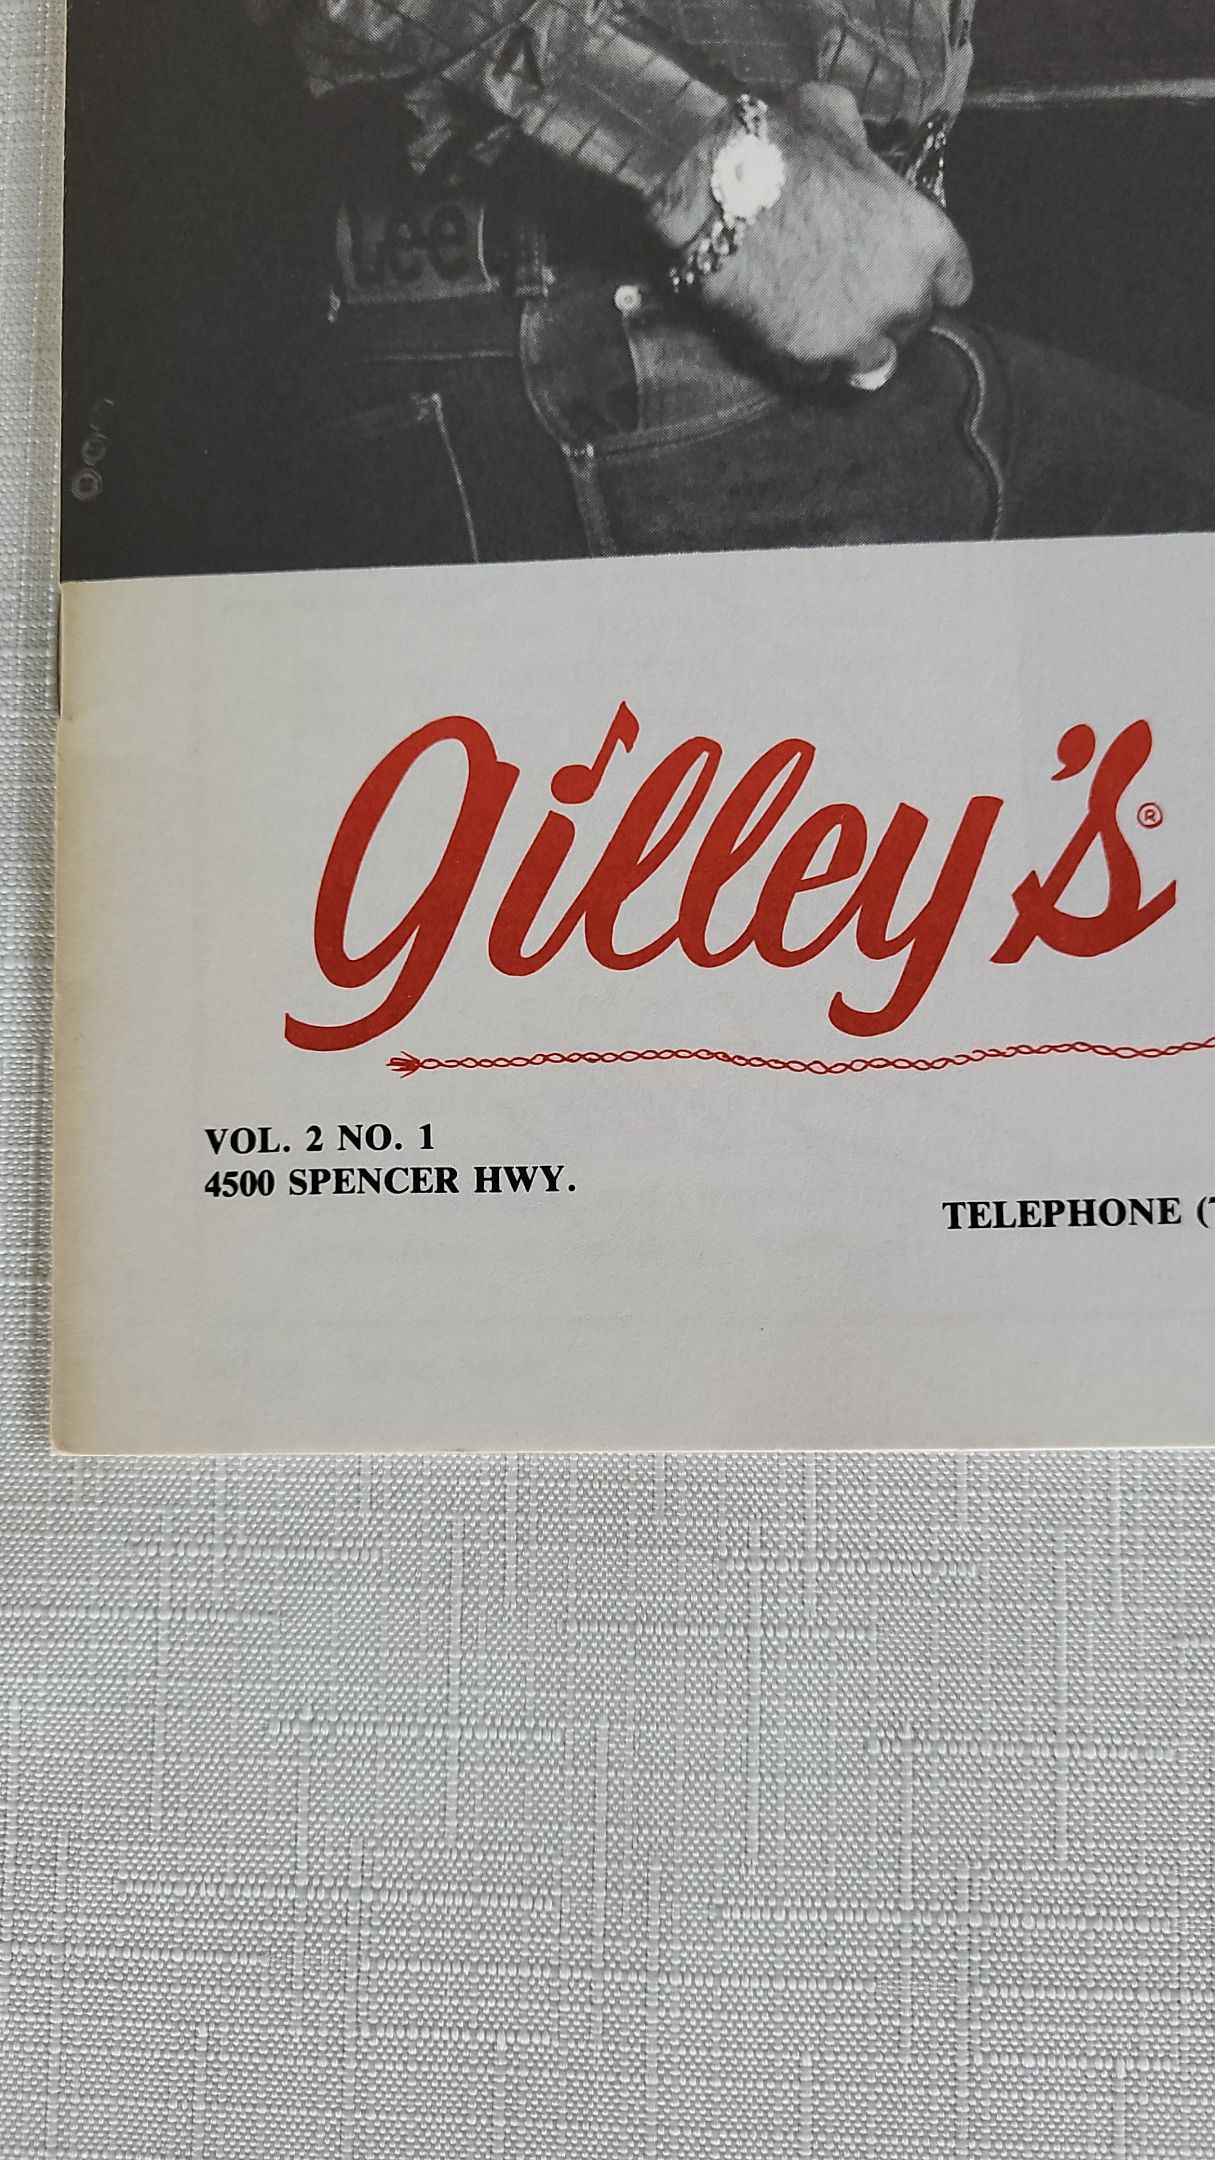 Lee
gilley's®
VOL. 2 NO. 1
4500 SPENCER HWY.
TELEPHONE (